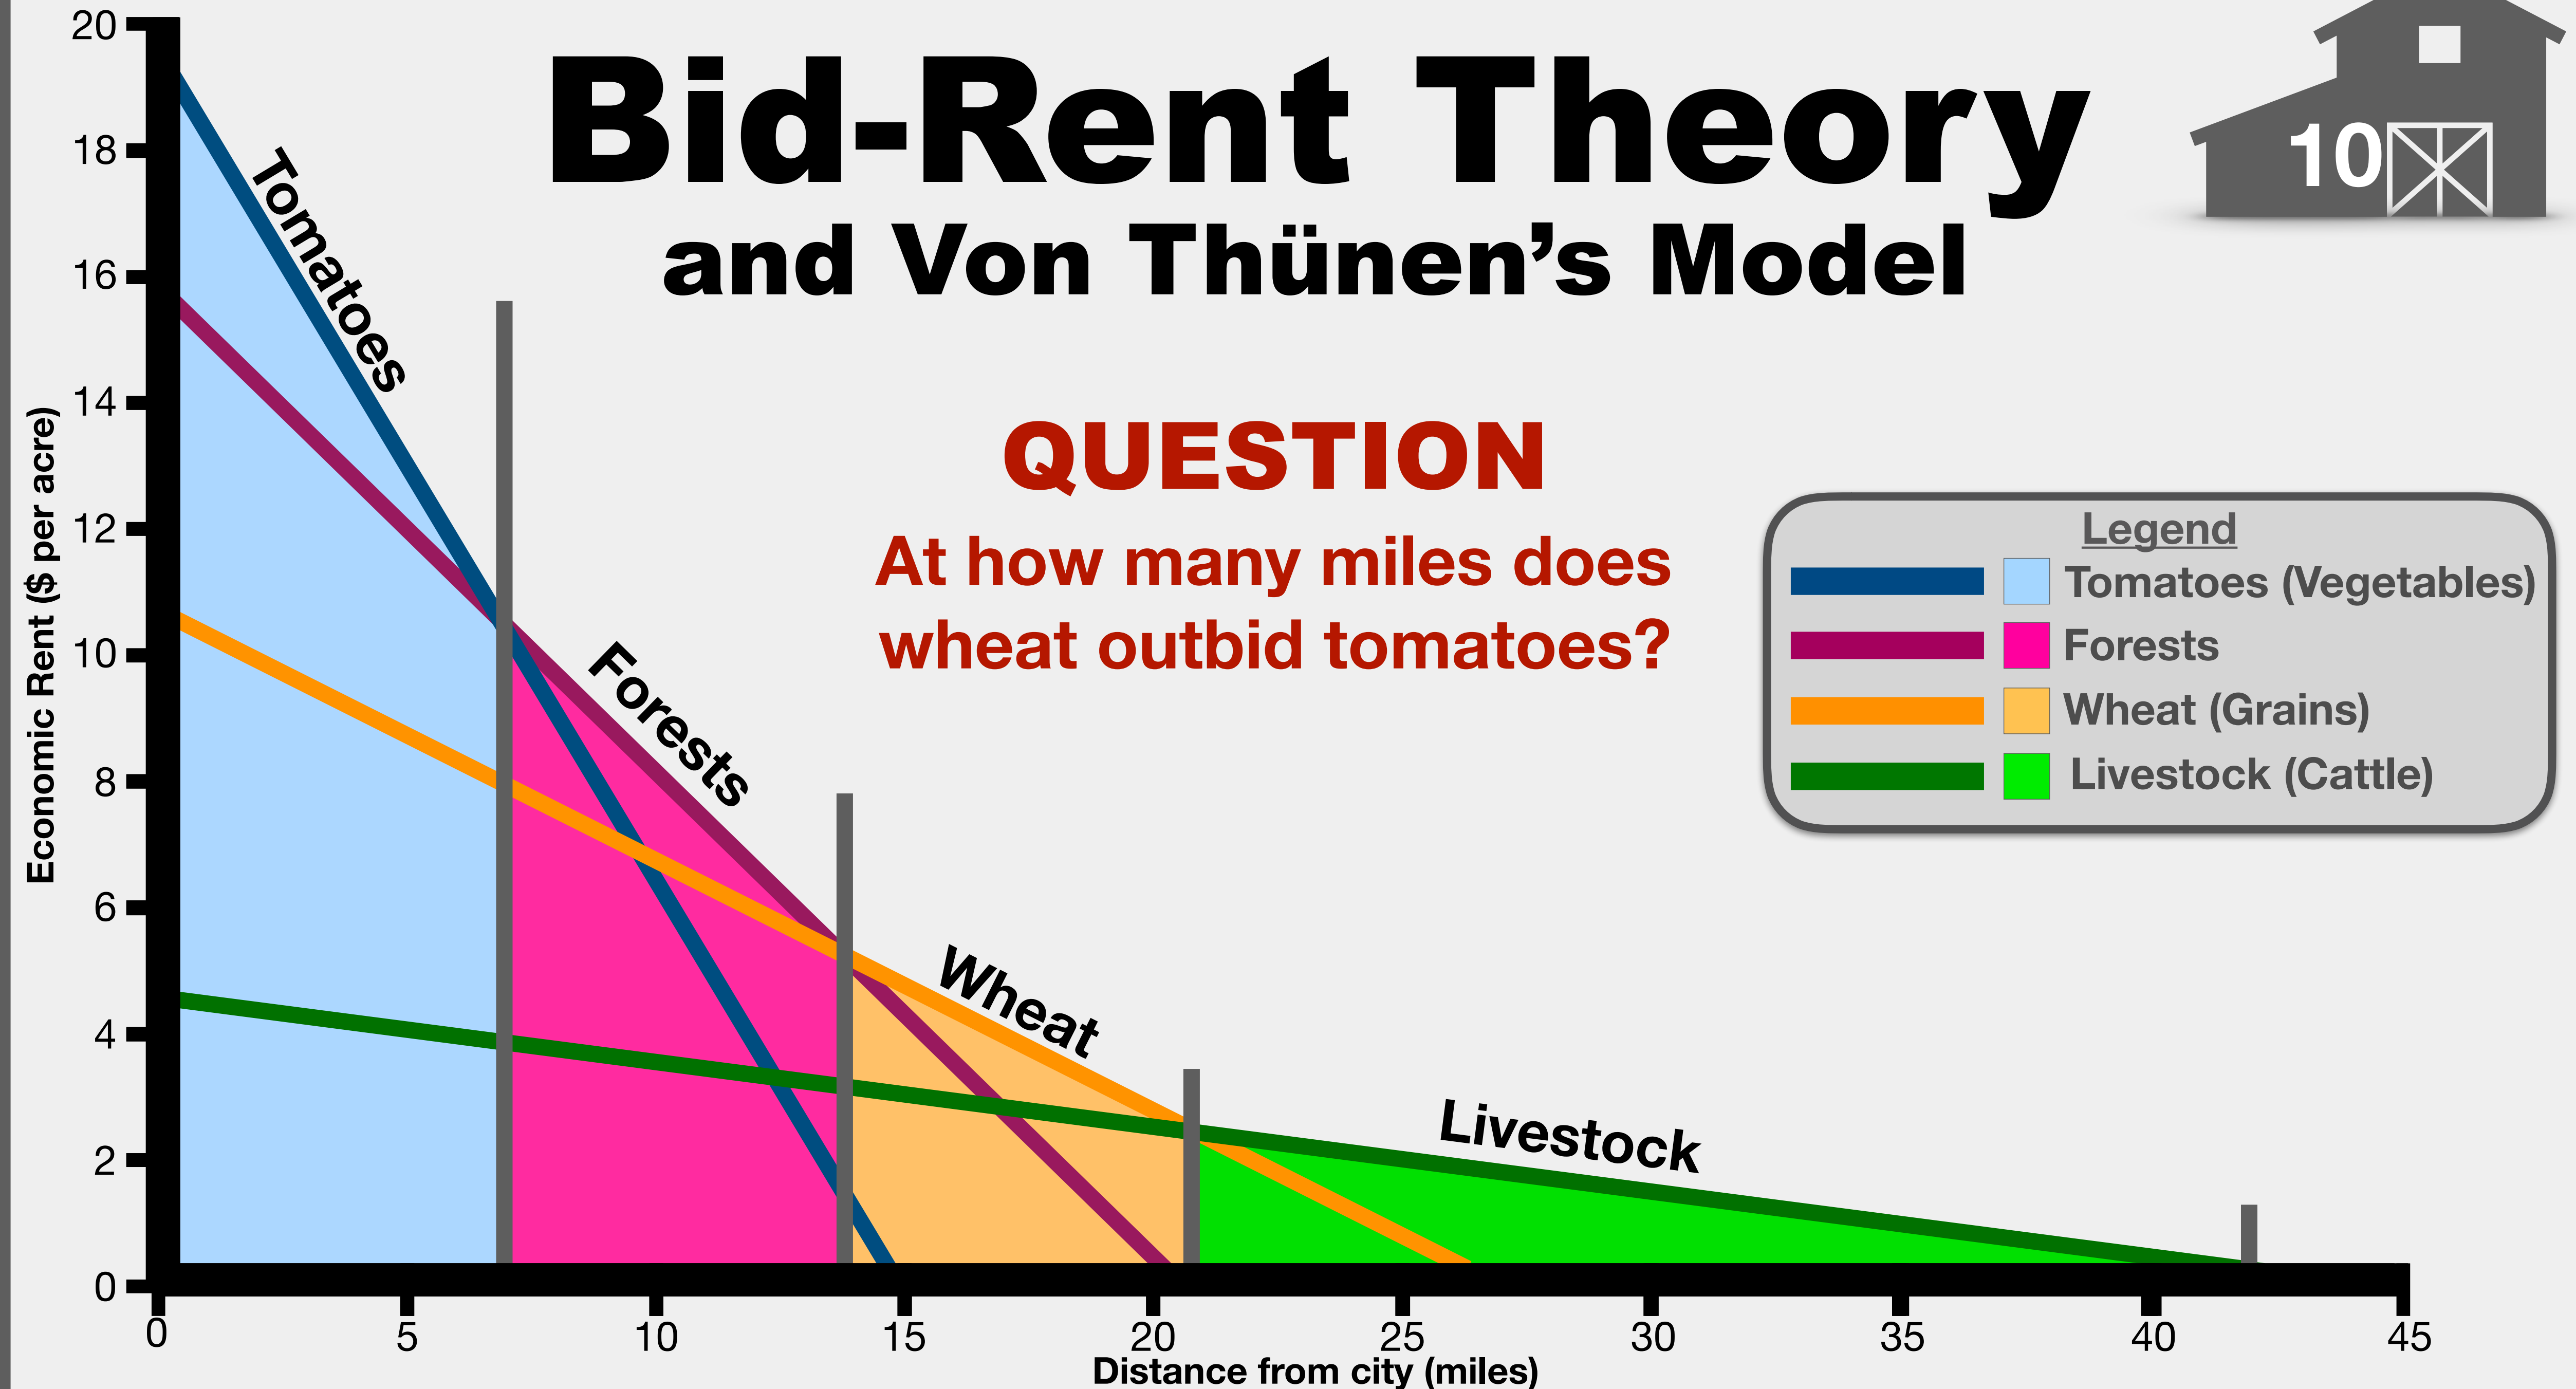 Bid-Rent Theory
and Von Thünen’s Model
10
QUESTION
At how many miles does
wheat outbid tomatoes?
Economic Rent ($ per acre)
20
18
16
14
12
10
8
6
4
2
0
Tomatoes
Forests
Wheat
Livestock
Legend
Tomatoes (Vegetables)
Forests
Wheat (Grains)
Livestock (Cattle)
0 5 10 15 20 25 30 35 40 45
Distance from city (miles)